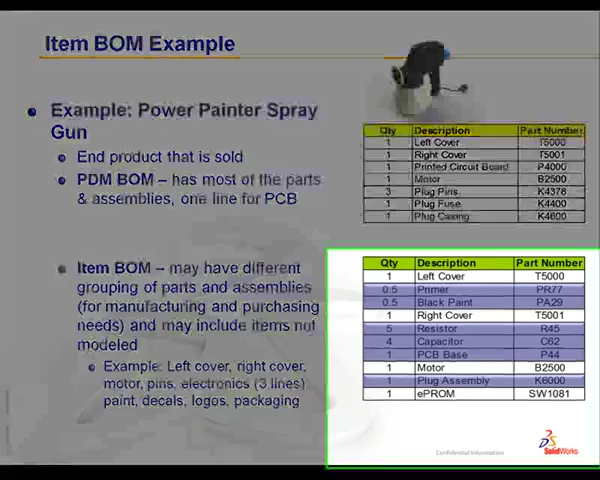 Item BOM Example
Example: Power Painter Spray
Gun
End product that is sold
PDM BOM – has most of the parts
& assemblies, one line for PCB
Qty Description Part Number
1 Left Cover T5000
1 Right Cover T5001
1 Printed Circuit Board P4000
1 Motor B2500
3 Plug Pins K4378
1 Plug Fuse K4400
1 Plug Casing K4600
Item BOM – may have different
grouping of parts and assemblies
(for manufacturing and purchasing
needs) and may include items not
modeled
Example: Left cover, right cover,
motor, pins, electronics (3 lines)
paint, decals, logos, packaging
Qty Description Part Number
1 Left Cover T5000
0.5 Primer PR77
0.5 Black Paint PA29
1 Right Cover T5001
5 Resistor R45
4 Capacitor C62
1 PCB Base P44
1 Motor B2500
1 Plug Assembly K6000
1 ePROM SW1081
Confidential Information
SolidWorks